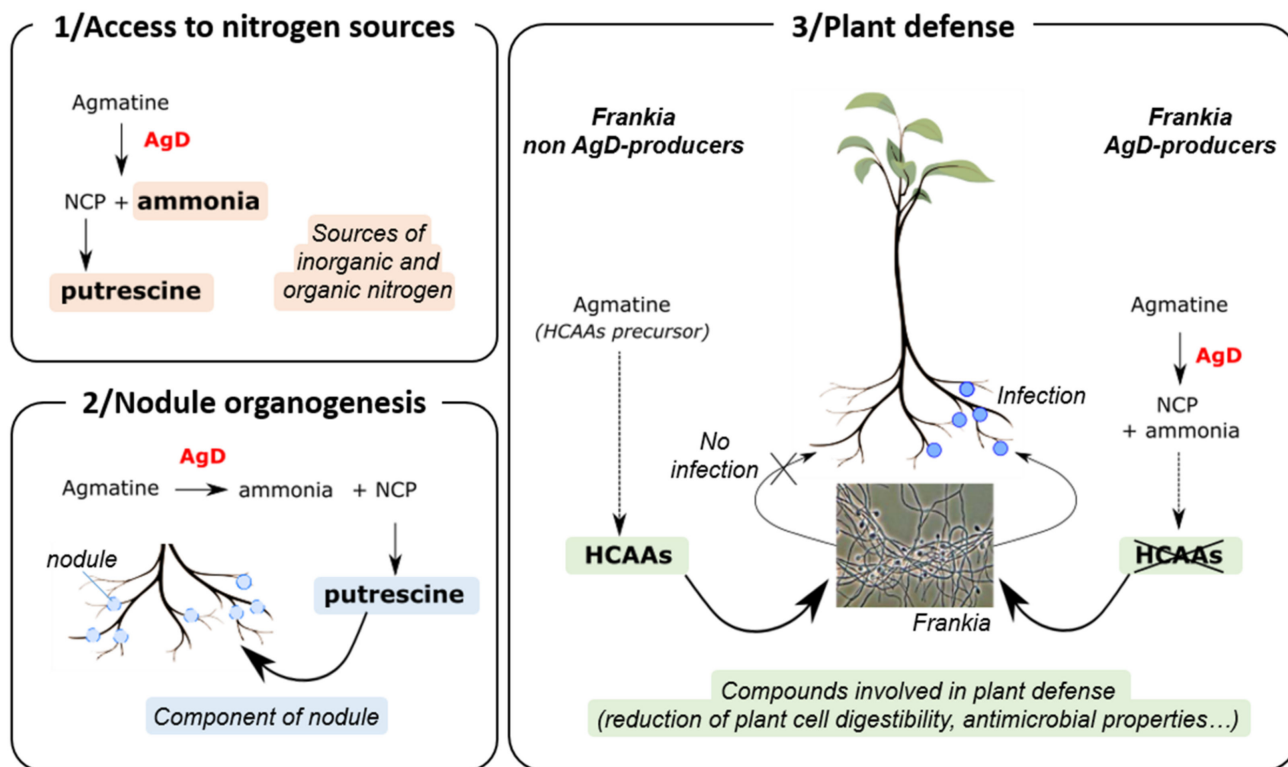 1/Access to nitrogen sources
Agmatine
AgD
NCP + ammonia
putrescine
Sources of
inorganic and
organic nitrogen
2/Nodule organogenesis
AgD
Agmatine
ammonia
+ NCP
nodule
putrescine
Component of nodule
3/Plant defense
Frankia
non AgD-producers
Frankia
AgD-producers
Agmatine
(HCAAs precursor)
Agmatine
AgD
NCP
+ ammonia
Infection
No
infection
HCAAs
HCAAs
Frankia
Compounds involved in plant defense
(reduction of plant cell digestibility, antimicrobial properties…)